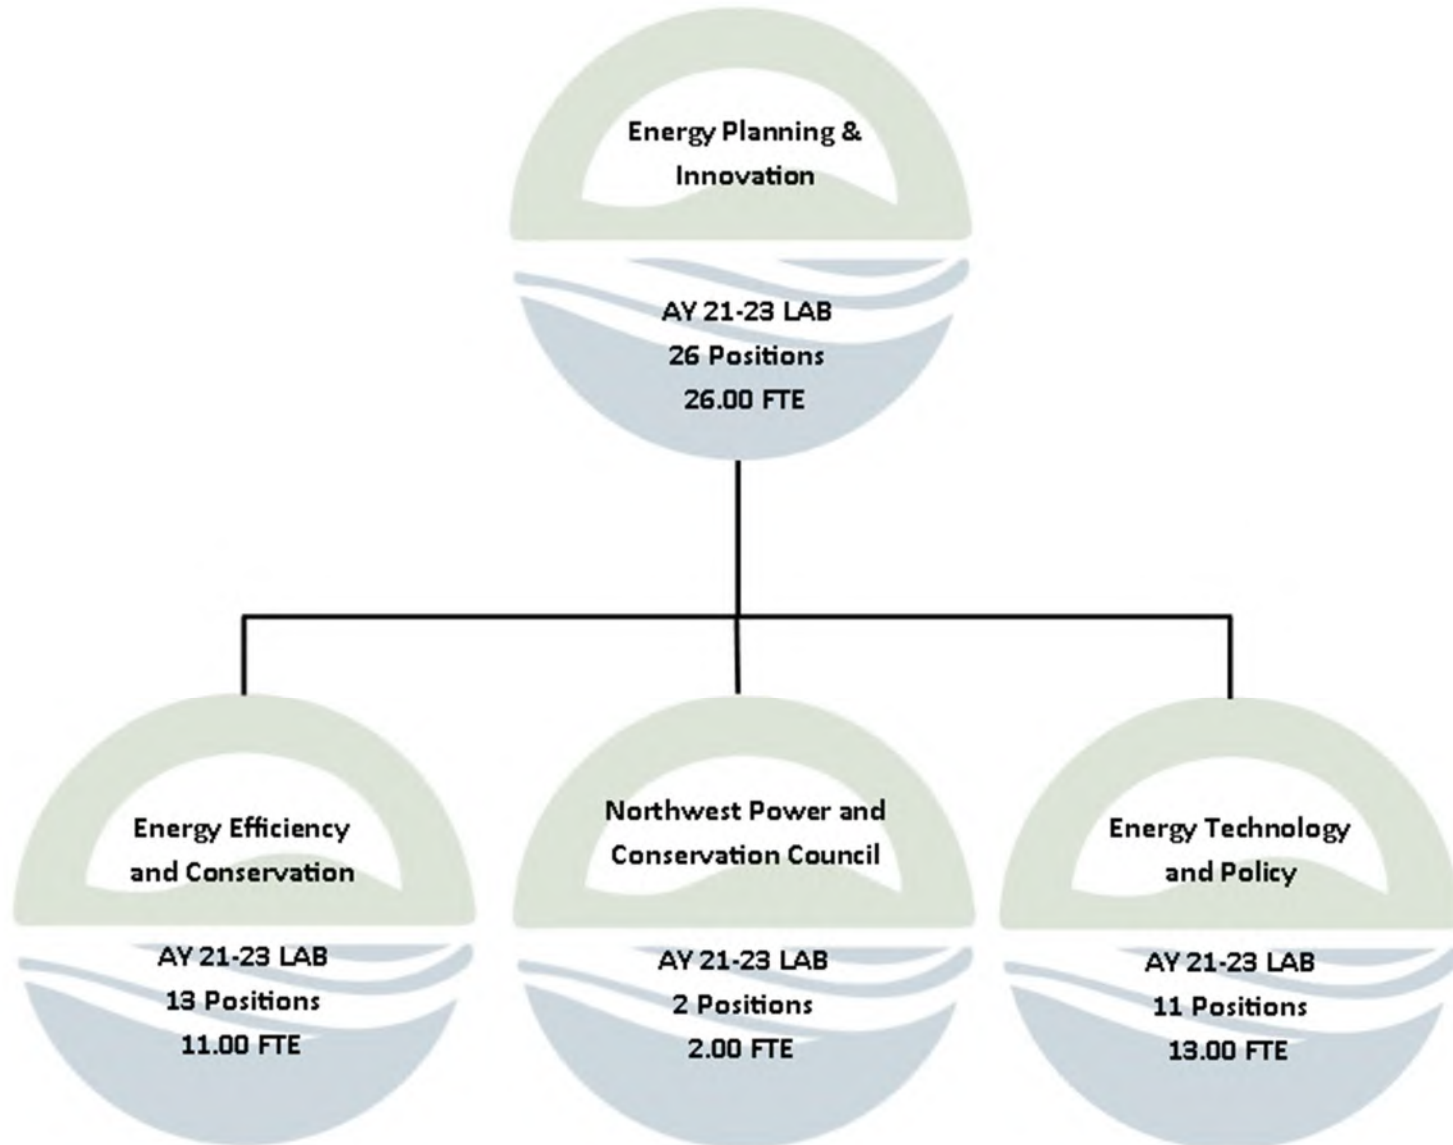 Energy Planning &
Innovation
AY 21-23 LAB
26 Positions
26.00 FTE
Energy Efficiency
and Conservation
AY 21-23 LAB
13 Positions
11.00 FTE
Northwest Power and
Conservation Council
AY 21-23 LAB
2 Positions
2.00 FTE
Energy Technology
and Policy
AY 21-23 LAB
11 Positions
13.00 FTE